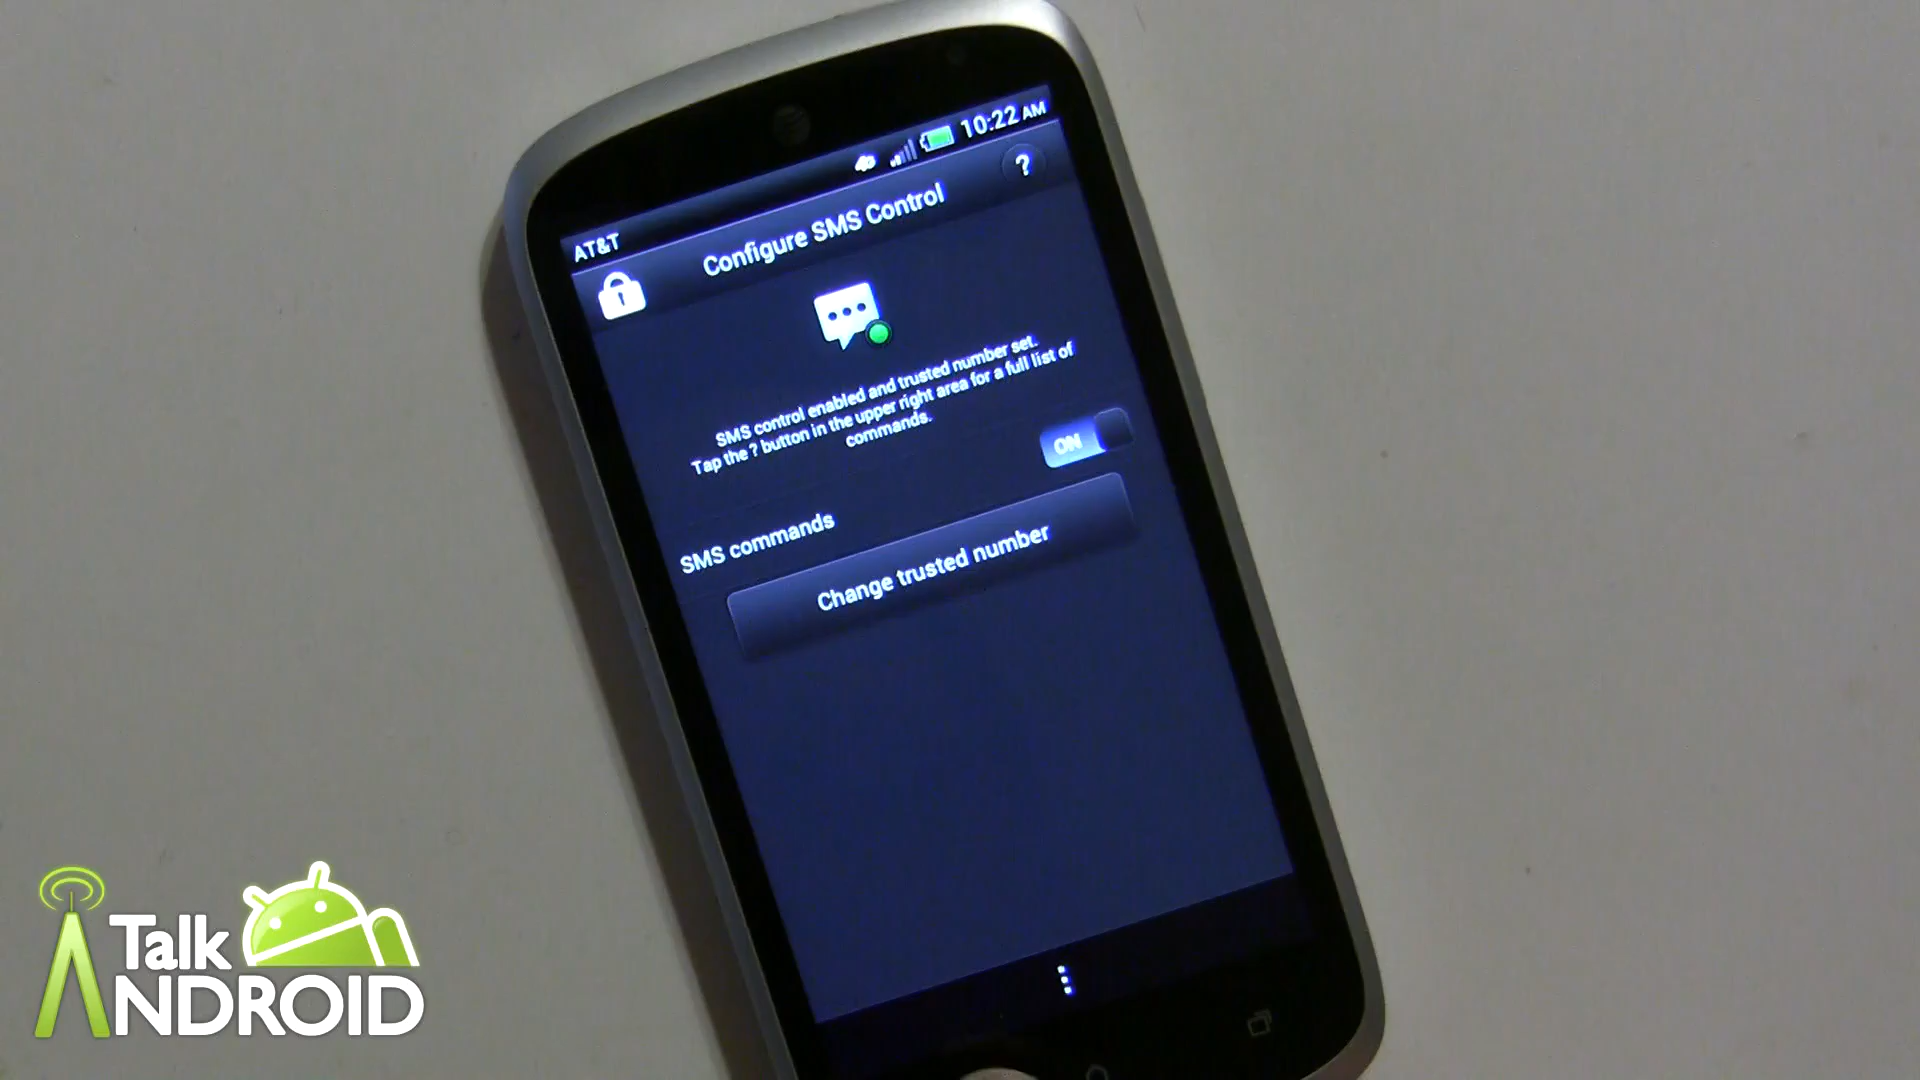 AT&T 10:22 AM
Configure SMS Control ?
SMS control enabled and trusted number set.
Tap the ? button in the upper right area for a full list of
commands.
ON
SMS commands
Change trusted number
Talk
ANDROID